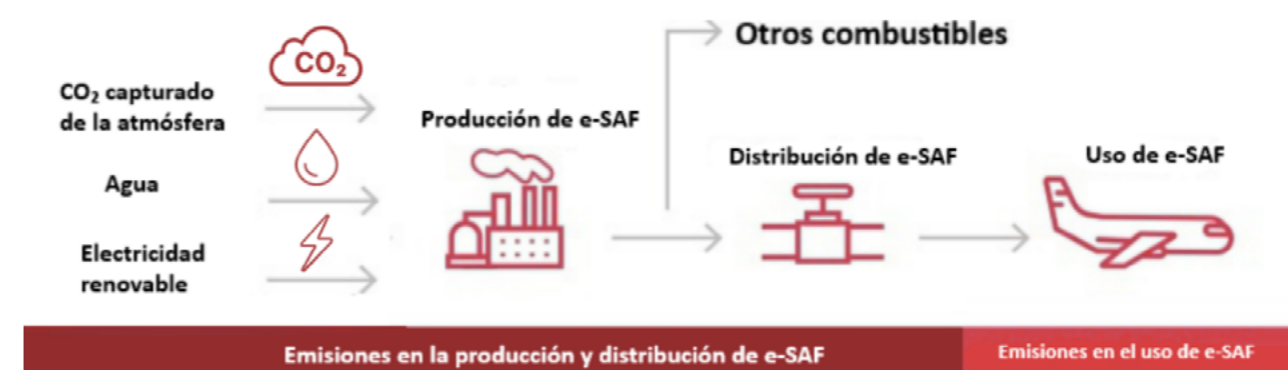 Otros combustibles
CO₂
CO₂ capturado
de la atmósfera
Producción de e-SAF
Distribución de e-SAF
Uso de e-SAF
Agua
Electricidad
renovable
Emisiones en la producción y distribución de e-SAF
Emisiones en el uso de e-SAF